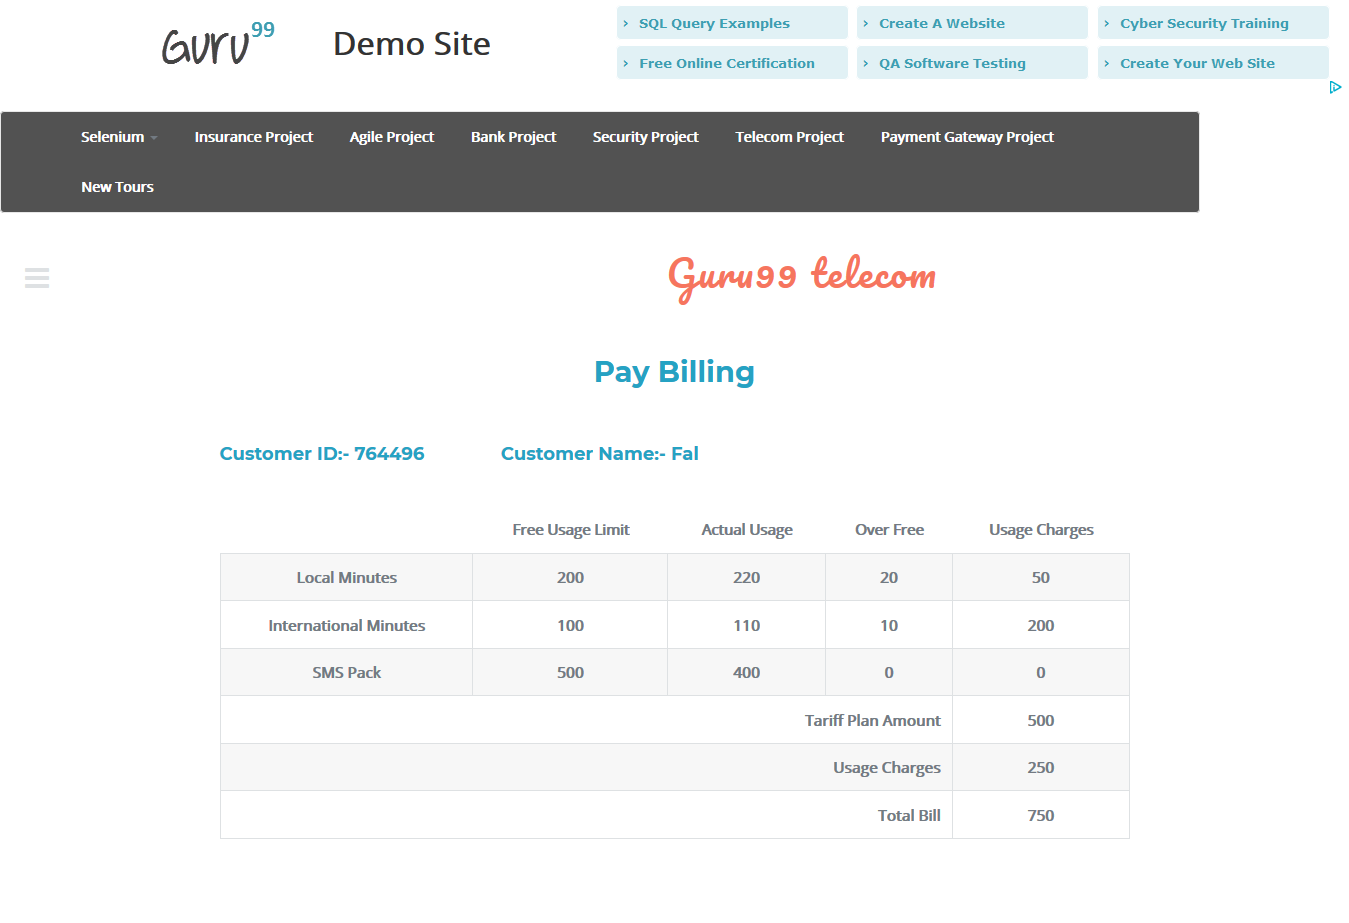 Guru99 Demo Site
› SQL Query Examples › Create A Website › Cyber Security Training
› Free Online Certification › QA Software Testing › Create Your Web Site
Selenium Insurance Project Agile Project Bank Project Security Project Telecom Project Payment Gateway Project
New Tours
Guru99 telecom
Pay Billing
Customer ID:- 764496 Customer Name:- Fal
Free Usage Limit Actual Usage Over Free Usage Charges
Local Minutes 200 220 20 50
International Minutes 100 110 10 200
SMS Pack 500 400 0 0
Tariff Plan Amount 500
Usage Charges 250
Total Bill 750